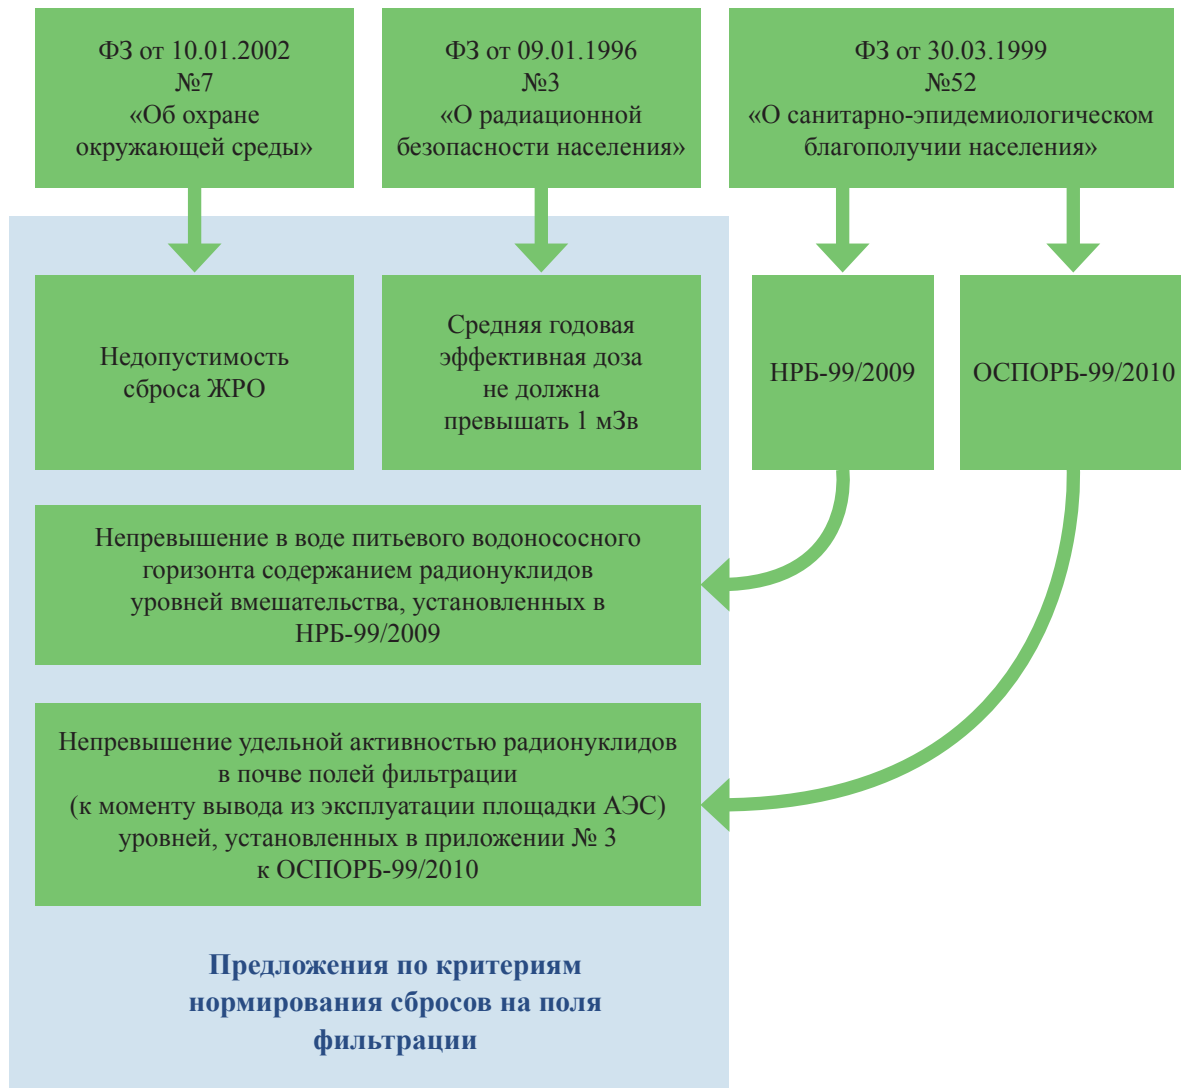 ФЗ от 10.01.2002
№7
«Об охране
окружающей среды»
ФЗ от 09.01.1996
№3
«О радиационной
безопасности населения»
ФЗ от 30.03.1999
№52
«О санитарно-эпидемиологическом
благополучии населения»
Недопустимость
сброса ЖРО
Средняя годовая
эффективная доза
не должна
превышать 1 мЗв
НРБ-99/2009
ОСПОРБ-99/2010
Непревышение в воде питьевого водонososного
горизонта содержанием радионуклидов
уровней вмешательства, установленных в
НРБ-99/2009
Непревышение удельной активностью радионуклидов
в почве полей фильтрации
(к моменту вывода из эксплуатации площадки АЭС)
уровней, установленных в приложении № 3
к ОСПОРБ-99/2010
Предложения по критериям
нормирования сбросов на поля
фильтрации